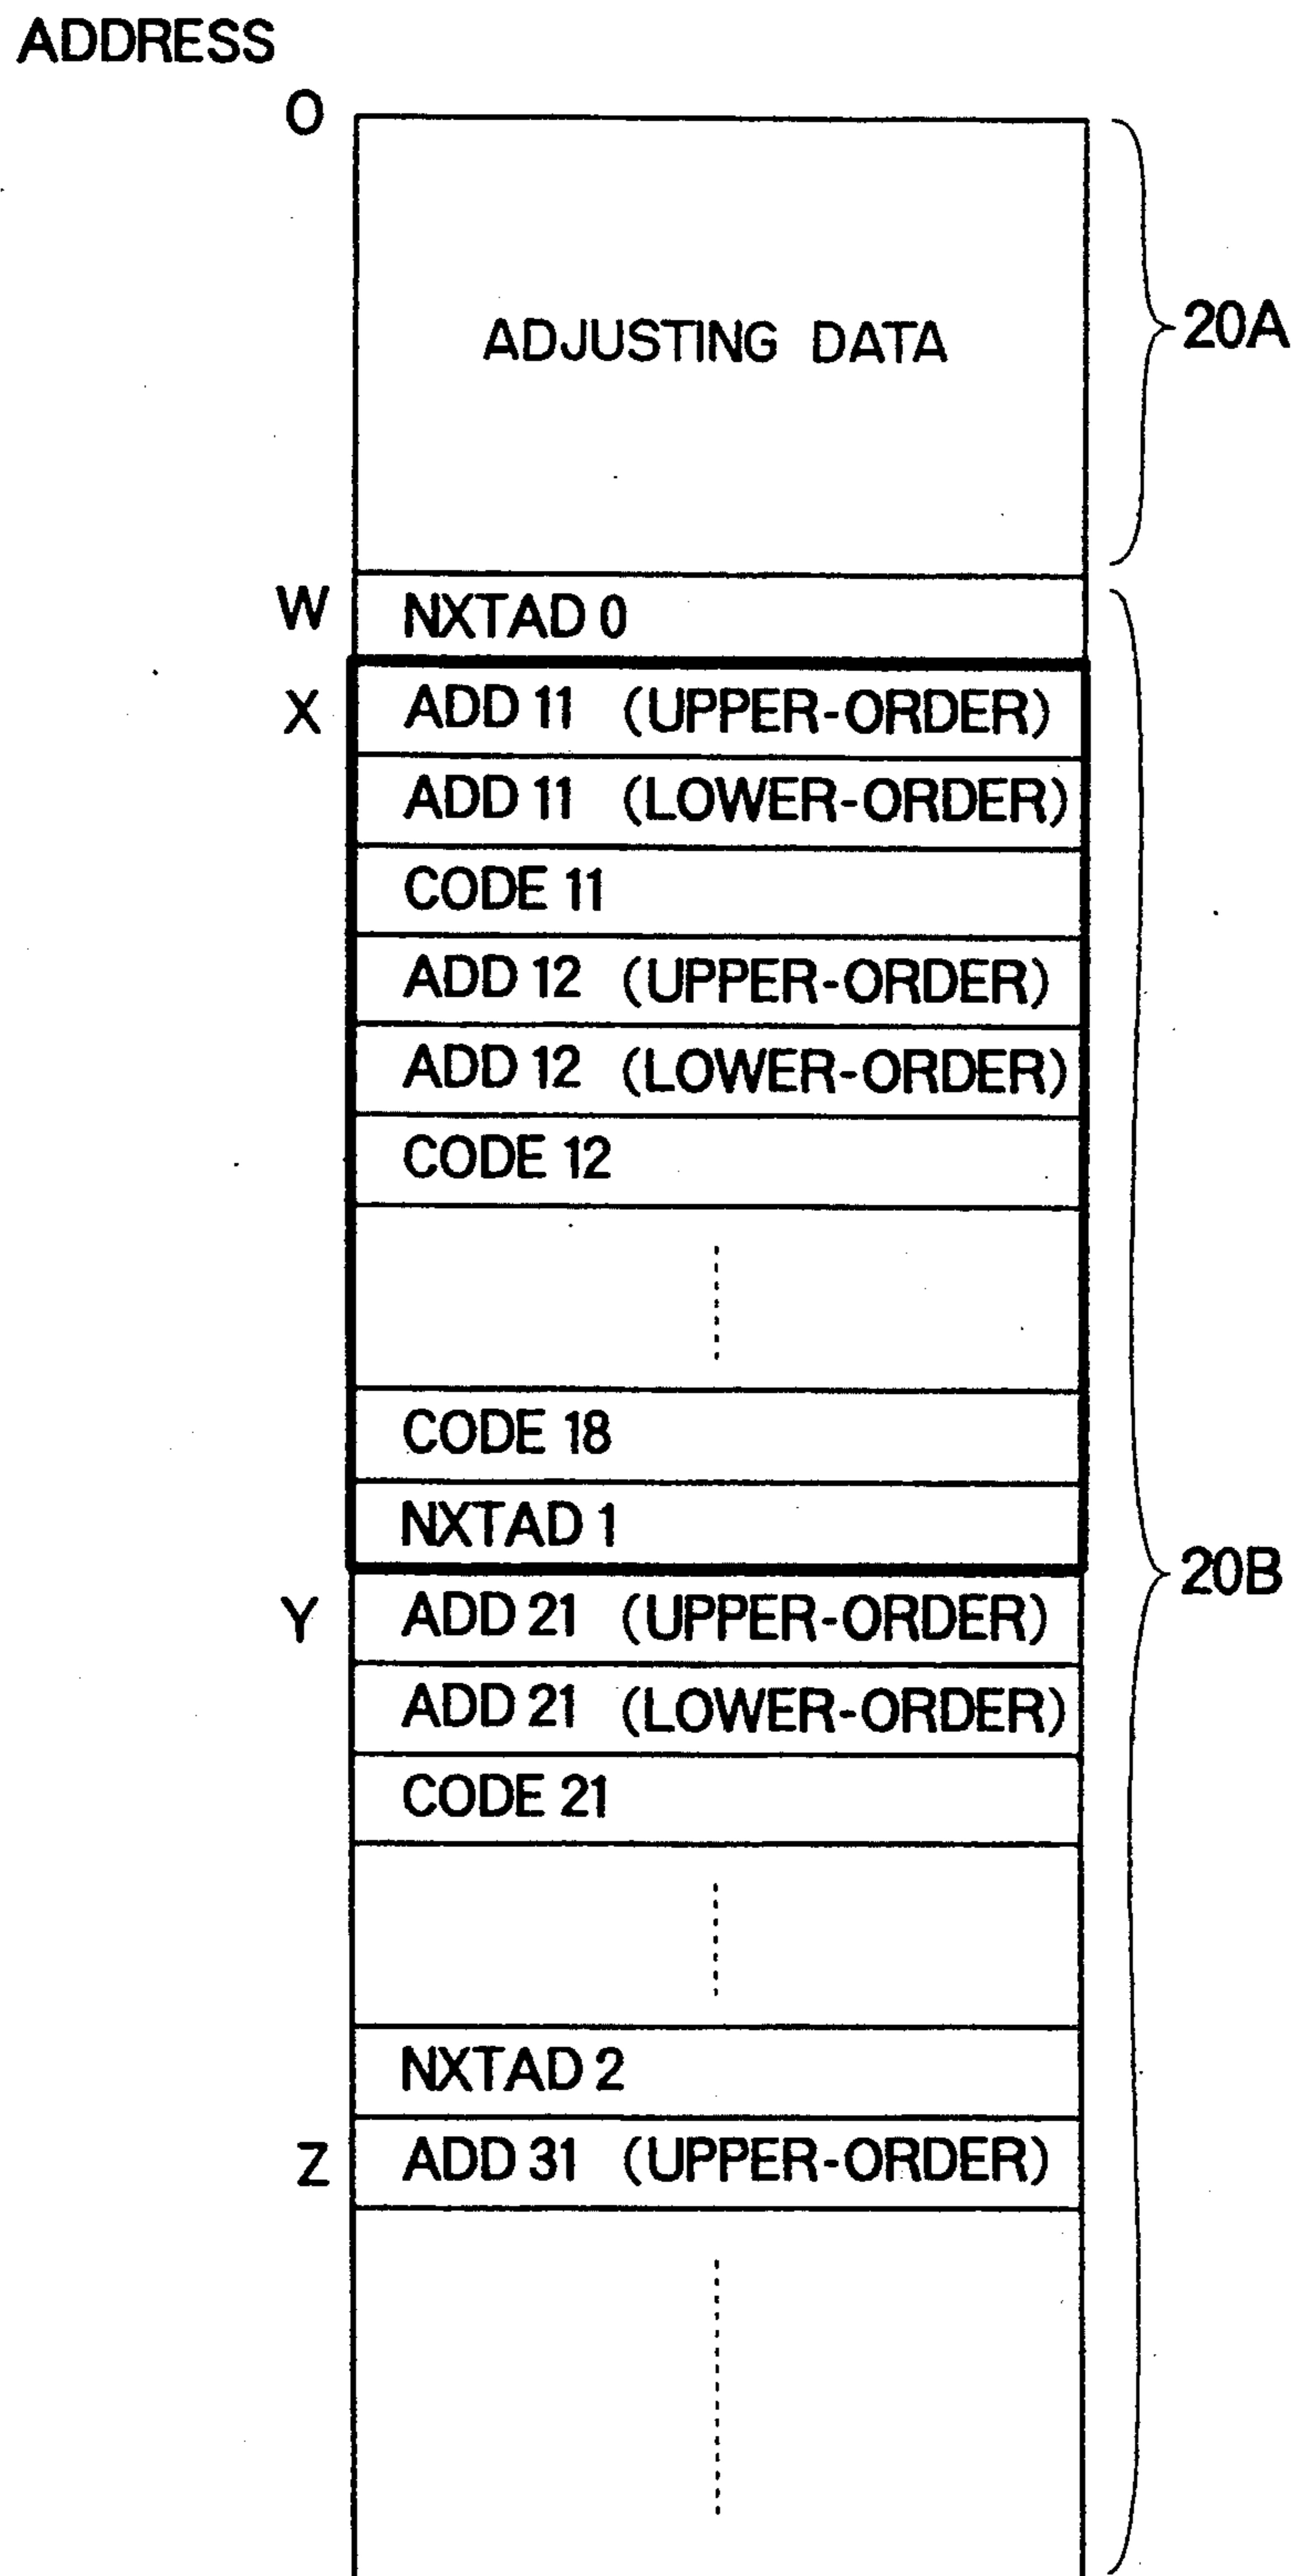 ADDRESS
0
ADJUSTING DATA
20A
W NXTAD 0
X ADD 11 (UPPER-ORDER)
ADD 11 (LOWER-ORDER)
CODE 11
ADD 12 (UPPER-ORDER)
ADD 12 (LOWER-ORDER)
CODE 12
CODE 18
NXTAD 1
20B
Y ADD 21 (UPPER-ORDER)
ADD 21 (LOWER-ORDER)
CODE 21
NXTAD 2
Z ADD 31 (UPPER-ORDER)